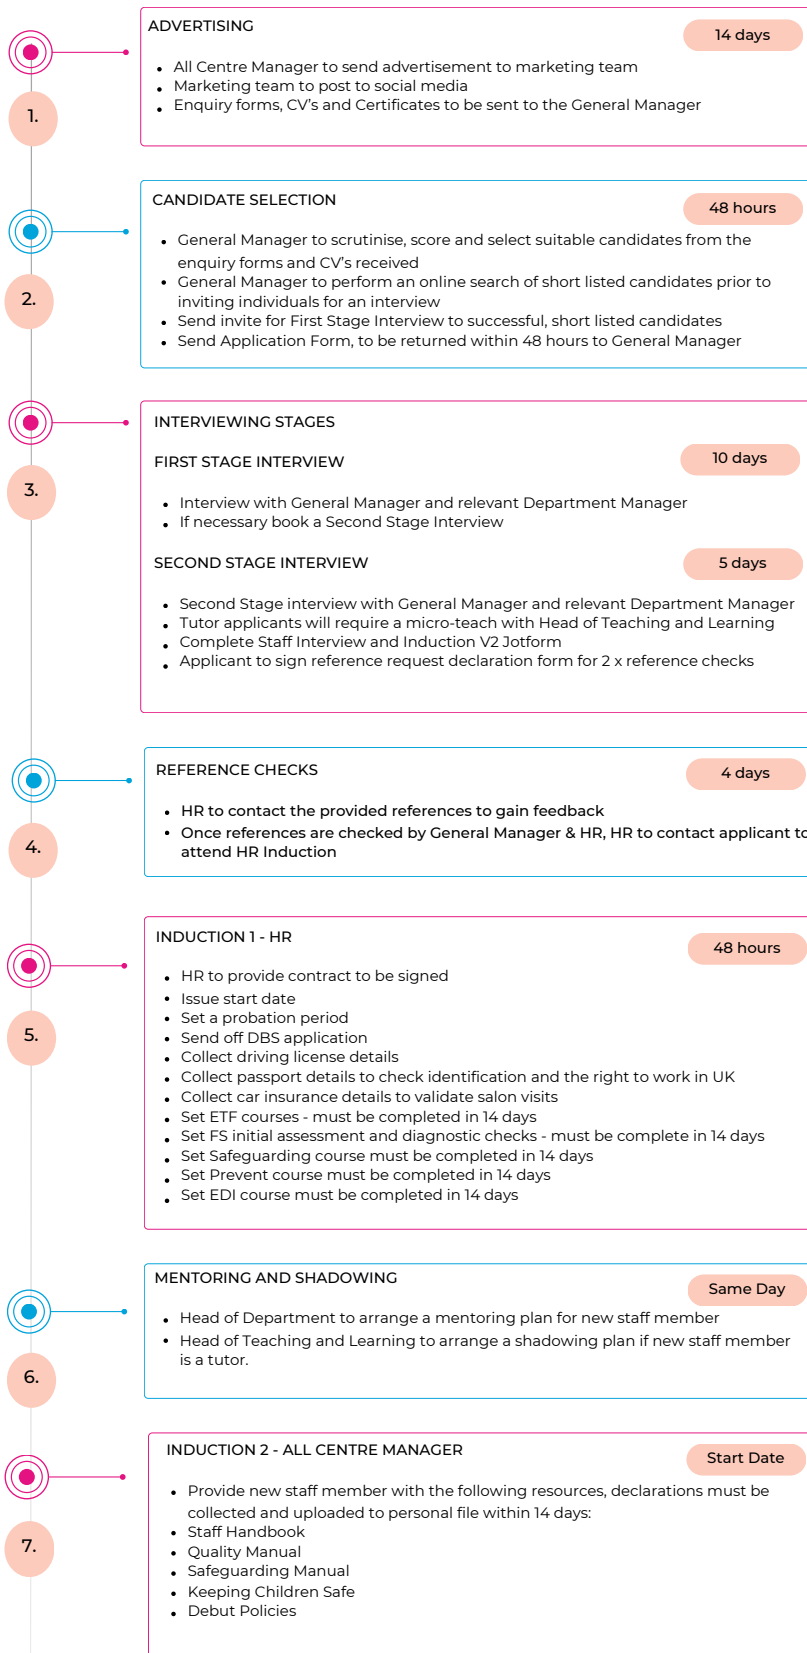 ADVERTISING
14 days
All Centre Manager to send advertisement to marketing team
Marketing team to post to social media
Enquiry forms, CV's and Certificates to be sent to the General Manager
1.
CANDIDATE SELECTION
48 hours
General Manager to scrutinise, score and select suitable candidates from the
enquiry forms and CV's received
General Manager to perform an online search of short listed candidates prior to
inviting individuals for an interview
Send invite for First Stage Interview to successful, short listed candidates
Send Application Form, to be returned within 48 hours to General Manager
2.
INTERVIEWING STAGES
FIRST STAGE INTERVIEW
10 days
3.
Interview with General Manager and relevant Department Manager
If necessary book a Second Stage Interview
SECOND STAGE INTERVIEW
5 days
Second Stage interview with General Manager and relevant Department Manager
Tutor applicants will require a micro-teach with Head of Teaching and Learning
Complete Staff Interview and Induction V2 Jotform
Applicant to sign reference request declaration form for 2 x reference checks
REFERENCE CHECKS
4 days
HR to contact the provided references to gain feedback
Once references are checked by General Manager & HR, HR to contact applicant to
attend HR Induction
4.
INDUCTION 1 - HR
48 hours
HR to provide contract to be signed
Issue start date
Set a probation period
Send off DBS application
Collect driving license details
Collect passport details to check identification and the right to work in UK
Collect car insurance details to validate salon visits
Set ETF courses - must be completed in 14 days
Set FS initial assessment and diagnostic checks - must be complete in 14 days
Set Safeguarding course must be completed in 14 days
Set Prevent course must be completed in 14 days
Set EDI course must be completed in 14 days
5.
MENTORING AND SHADOWING
Same Day
Head of Department to arrange a mentoring plan for new staff member
Head of Teaching and Learning to arrange a shadowing plan if new staff member
is a tutor.
6.
INDUCTION 2 - ALL CENTRE MANAGER
Start Date
Provide new staff member with the following resources, declarations must be
collected and uploaded to personal file within 14 days:
Staff Handbook
Quality Manual
Safeguarding Manual
Keeping Children Safe
Debut Policies
7.